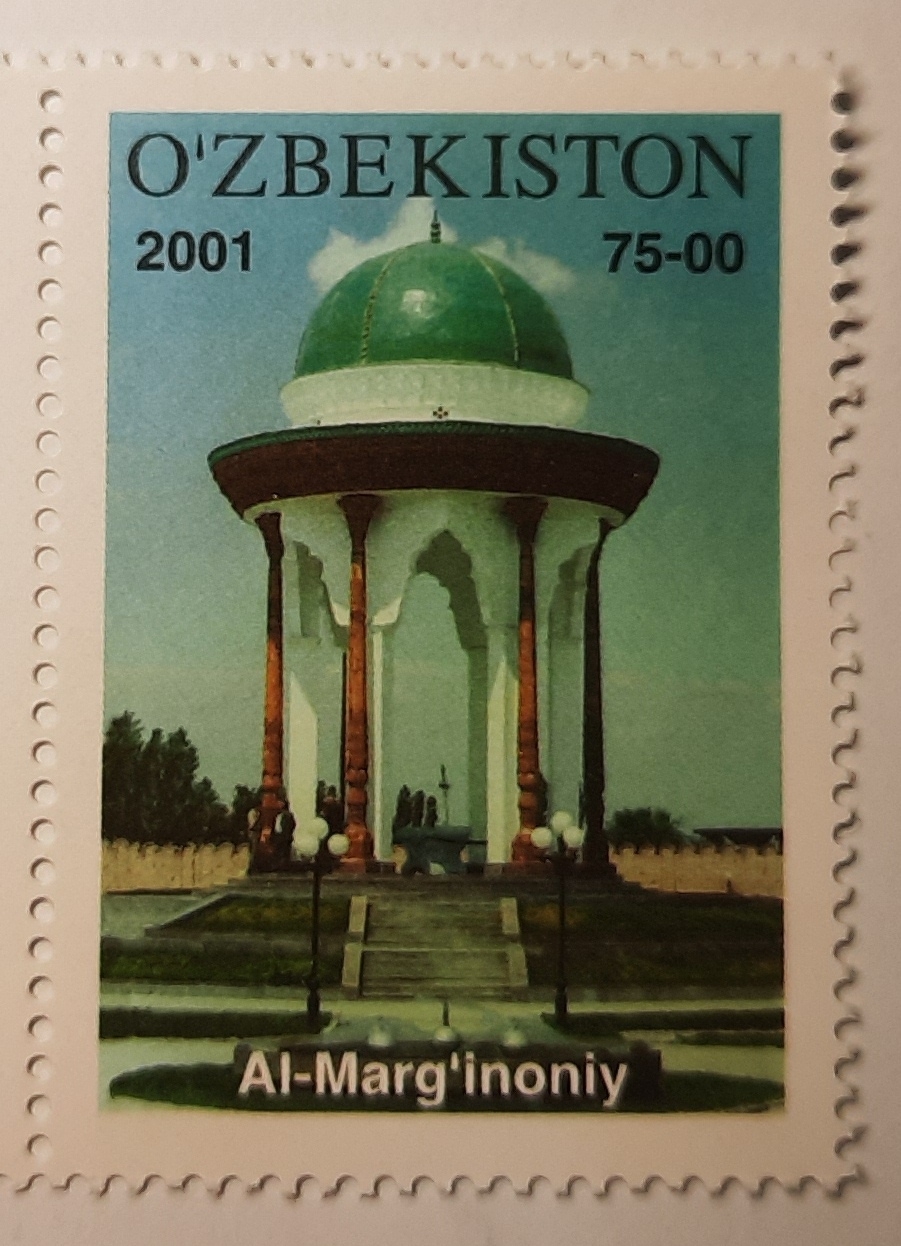 O'ZBEKISTON
2001 75-00
Al-Marg'inoniy